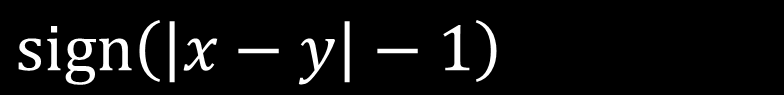 sign(|x − y| − 1)